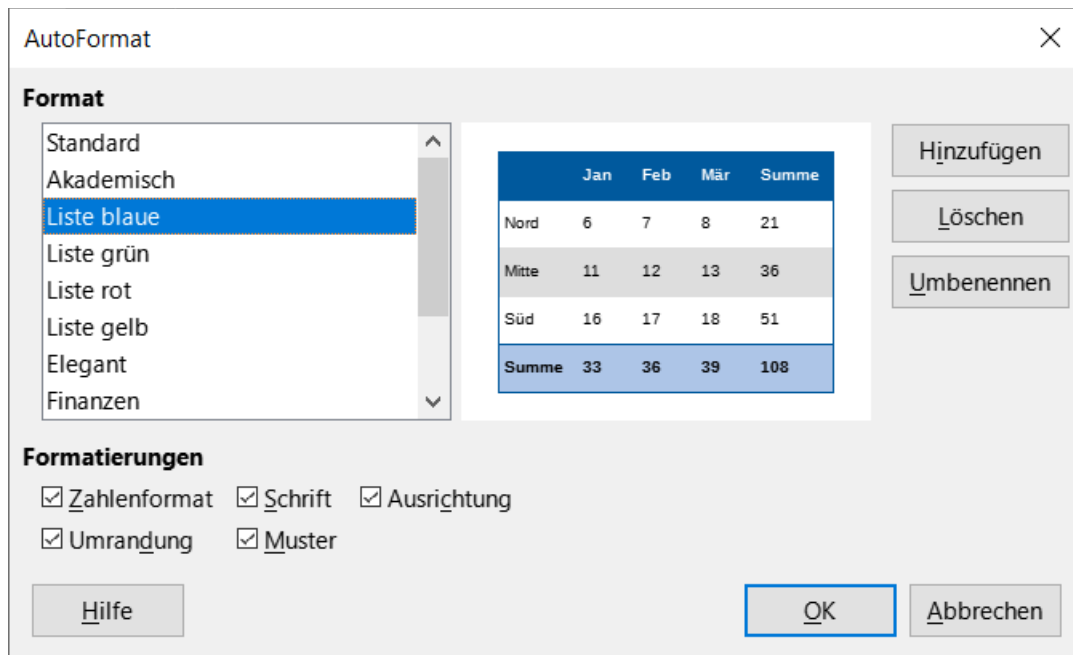 AutoFormat
Format
Standard
Akademisch
Liste blaue
Liste grün
Liste rot
Liste gelb
Elegant
Finanzen
Jan Feb Mär Summe
Nord 6 7 8 21
Mitte 11 12 13 36
Süd 16 17 18 51
Summe 33 36 39 108
Hinzufügen
Löschen
Umbenennen
Formatierungen
Zahlenformat Schrift Ausrichtung
Umrandung Muster
Hilfe OK Abbrechen